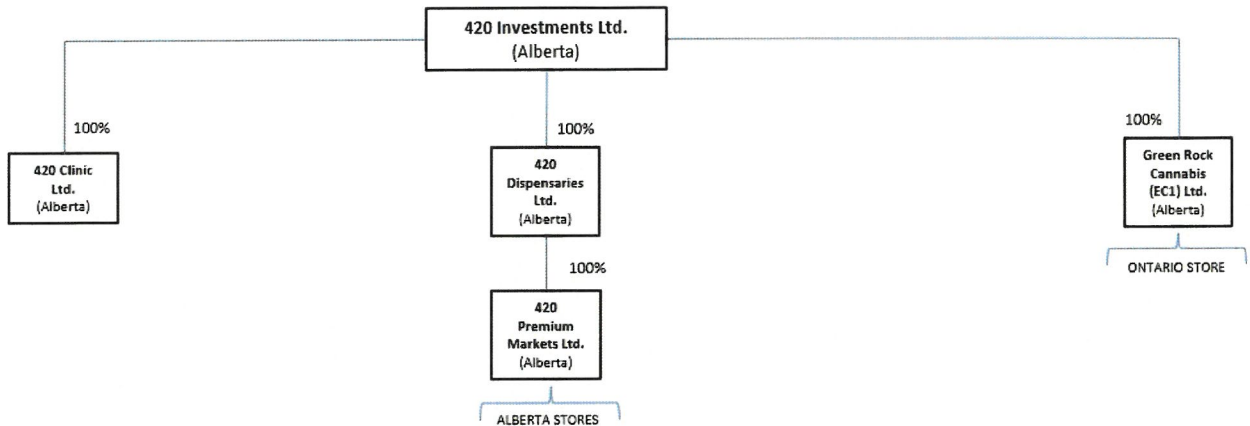 420 Investments Ltd.
(Alberta)
100%
100%
100%
420 Clinic
Ltd.
(Alberta)
420
Dispensaries
Ltd.
(Alberta)
Green Rock
Cannabis
(EC1) Ltd.
(Alberta)
100%
ONTARIO STORE
420
Premium
Markets Ltd.
(Alberta)
ALBERTA STORES